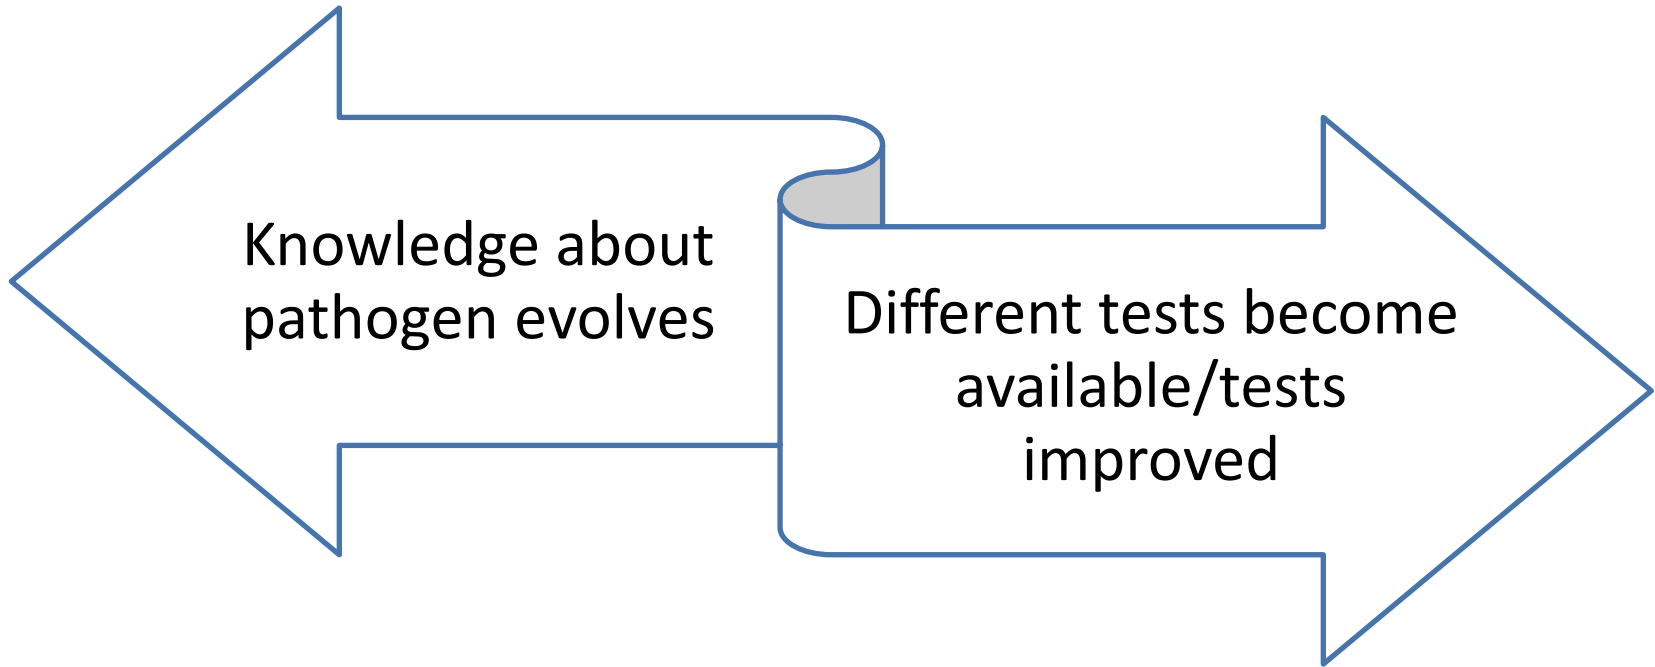 Knowledge about
pathogen evolves
Different tests become
available/tests
improved